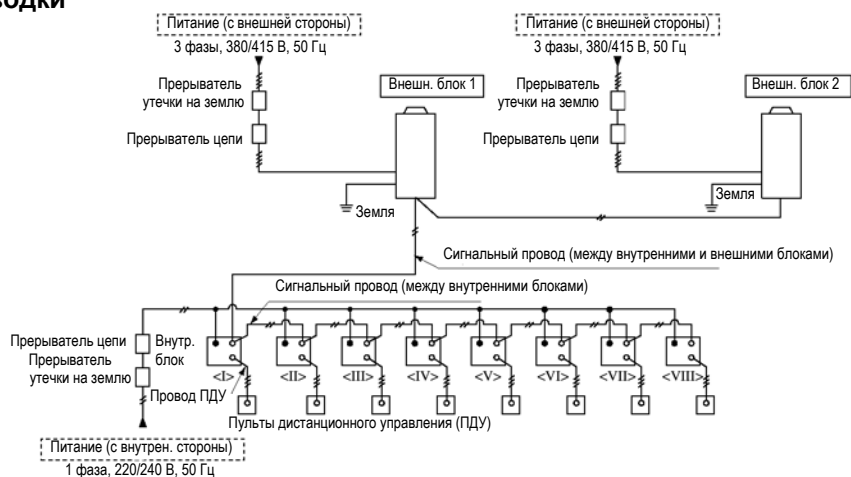 Питание (с внешней стороны)
3 фазы, 380/415 В, 50 Гц
Прерыватель
утечки на землю
Прерыватель цепи
Внешн. блок 1
Земля
Питание (с внешней стороны)
3 фазы, 380/415 В, 50 Гц
Прерыватель
утечки на землю
Прерыватель цепи
Внешн. блок 2
Земля
Сигнальный провод (между внутренними и внешними блоками)
Сигнальный провод (между внутренними блоками)
Прерыватель цепи
Прерыватель
утечки на землю
Внутр.
блок
Провод ПДУ
<I> <II> <III> <IV> <V> <VI> <VII> <VIII>
Пульты дистанционного управления (ПДУ)
Питание (с внутрен. стороны)
1 фаза, 220/240 В, 50 Гц